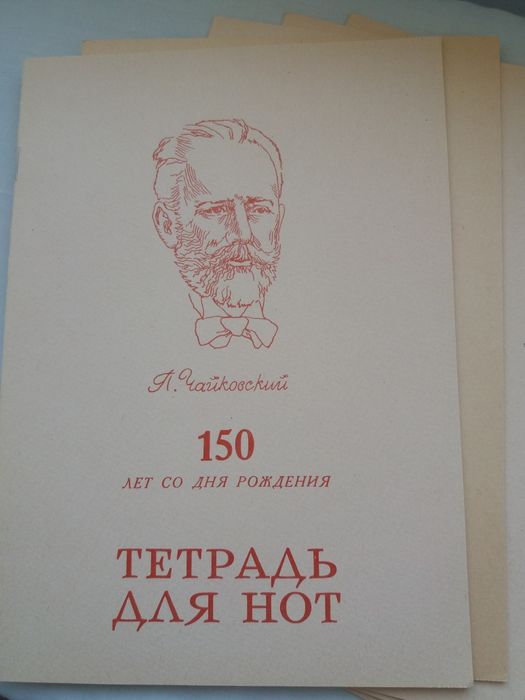 П. Чайковский
150
ЛЕТ СО ДНЯ РОЖДЕНИЯ
ТЕТРАДЬ
ДЛЯ НОТ